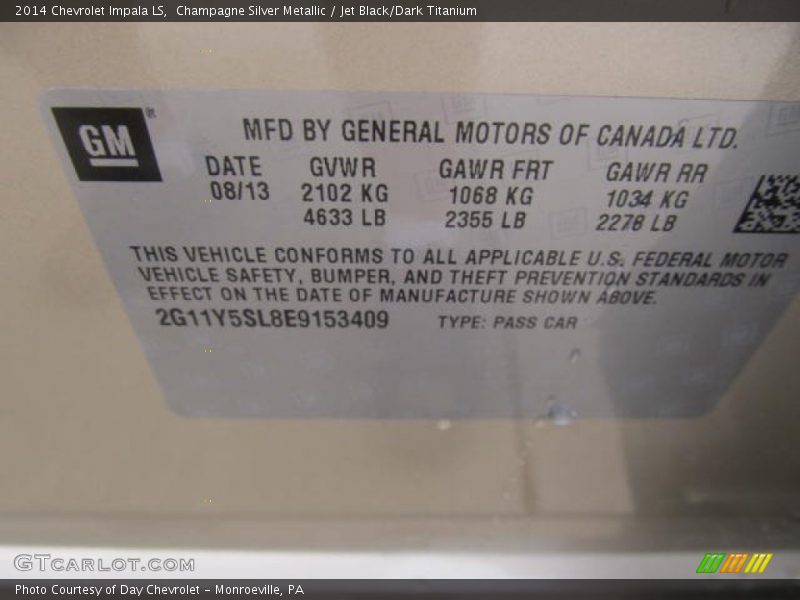 2014 Chevrolet Impala LS,  Champagne Silver Metallic / Jet Black/Dark Titanium
GM®
MFD BY GENERAL MOTORS OF CANADA LTD.
DATE GVWR GAWR FRT GAWR RR
08/13 2102 KG 1068 KG 1034 KG
4633 LB 2355 LB 2278 LB
THIS VEHICLE CONFORMS TO ALL APPLICABLE U.S. FEDERAL MOTOR
VEHICLE SAFETY, BUMPER, AND THEFT PREVENTION STANDARDS IN
EFFECT ON THE DATE OF MANUFACTURE SHOWN ABOVE.
2G11Y5SL8E9153409 TYPE: PASS CAR
GTCARLOT.COM
Photo Courtesy of Day Chevrolet - Monroeville, PA